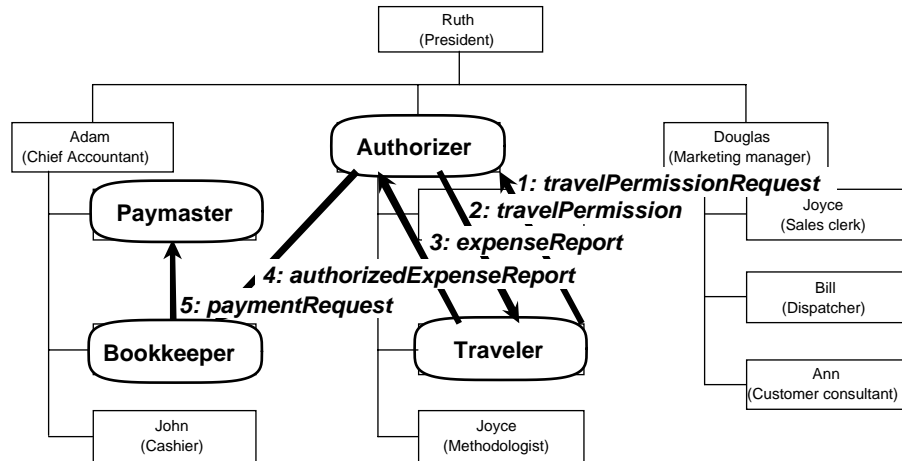 Ruth
(President)
Adam
(Chief Accountant)
Authorizer
Douglas
(Marketing manager)
1: travelPermissionRequest
Paymaster
2: travelPermission
Joyce
(Sales clerk)
3: expenseReport
4: authorizedExpenseReport
5: paymentRequest
Bill
(Dispatcher)
Bookkeeper
Traveler
Ann
(Customer consultant)
John
(Cashier)
Joyce
(Methodologist)